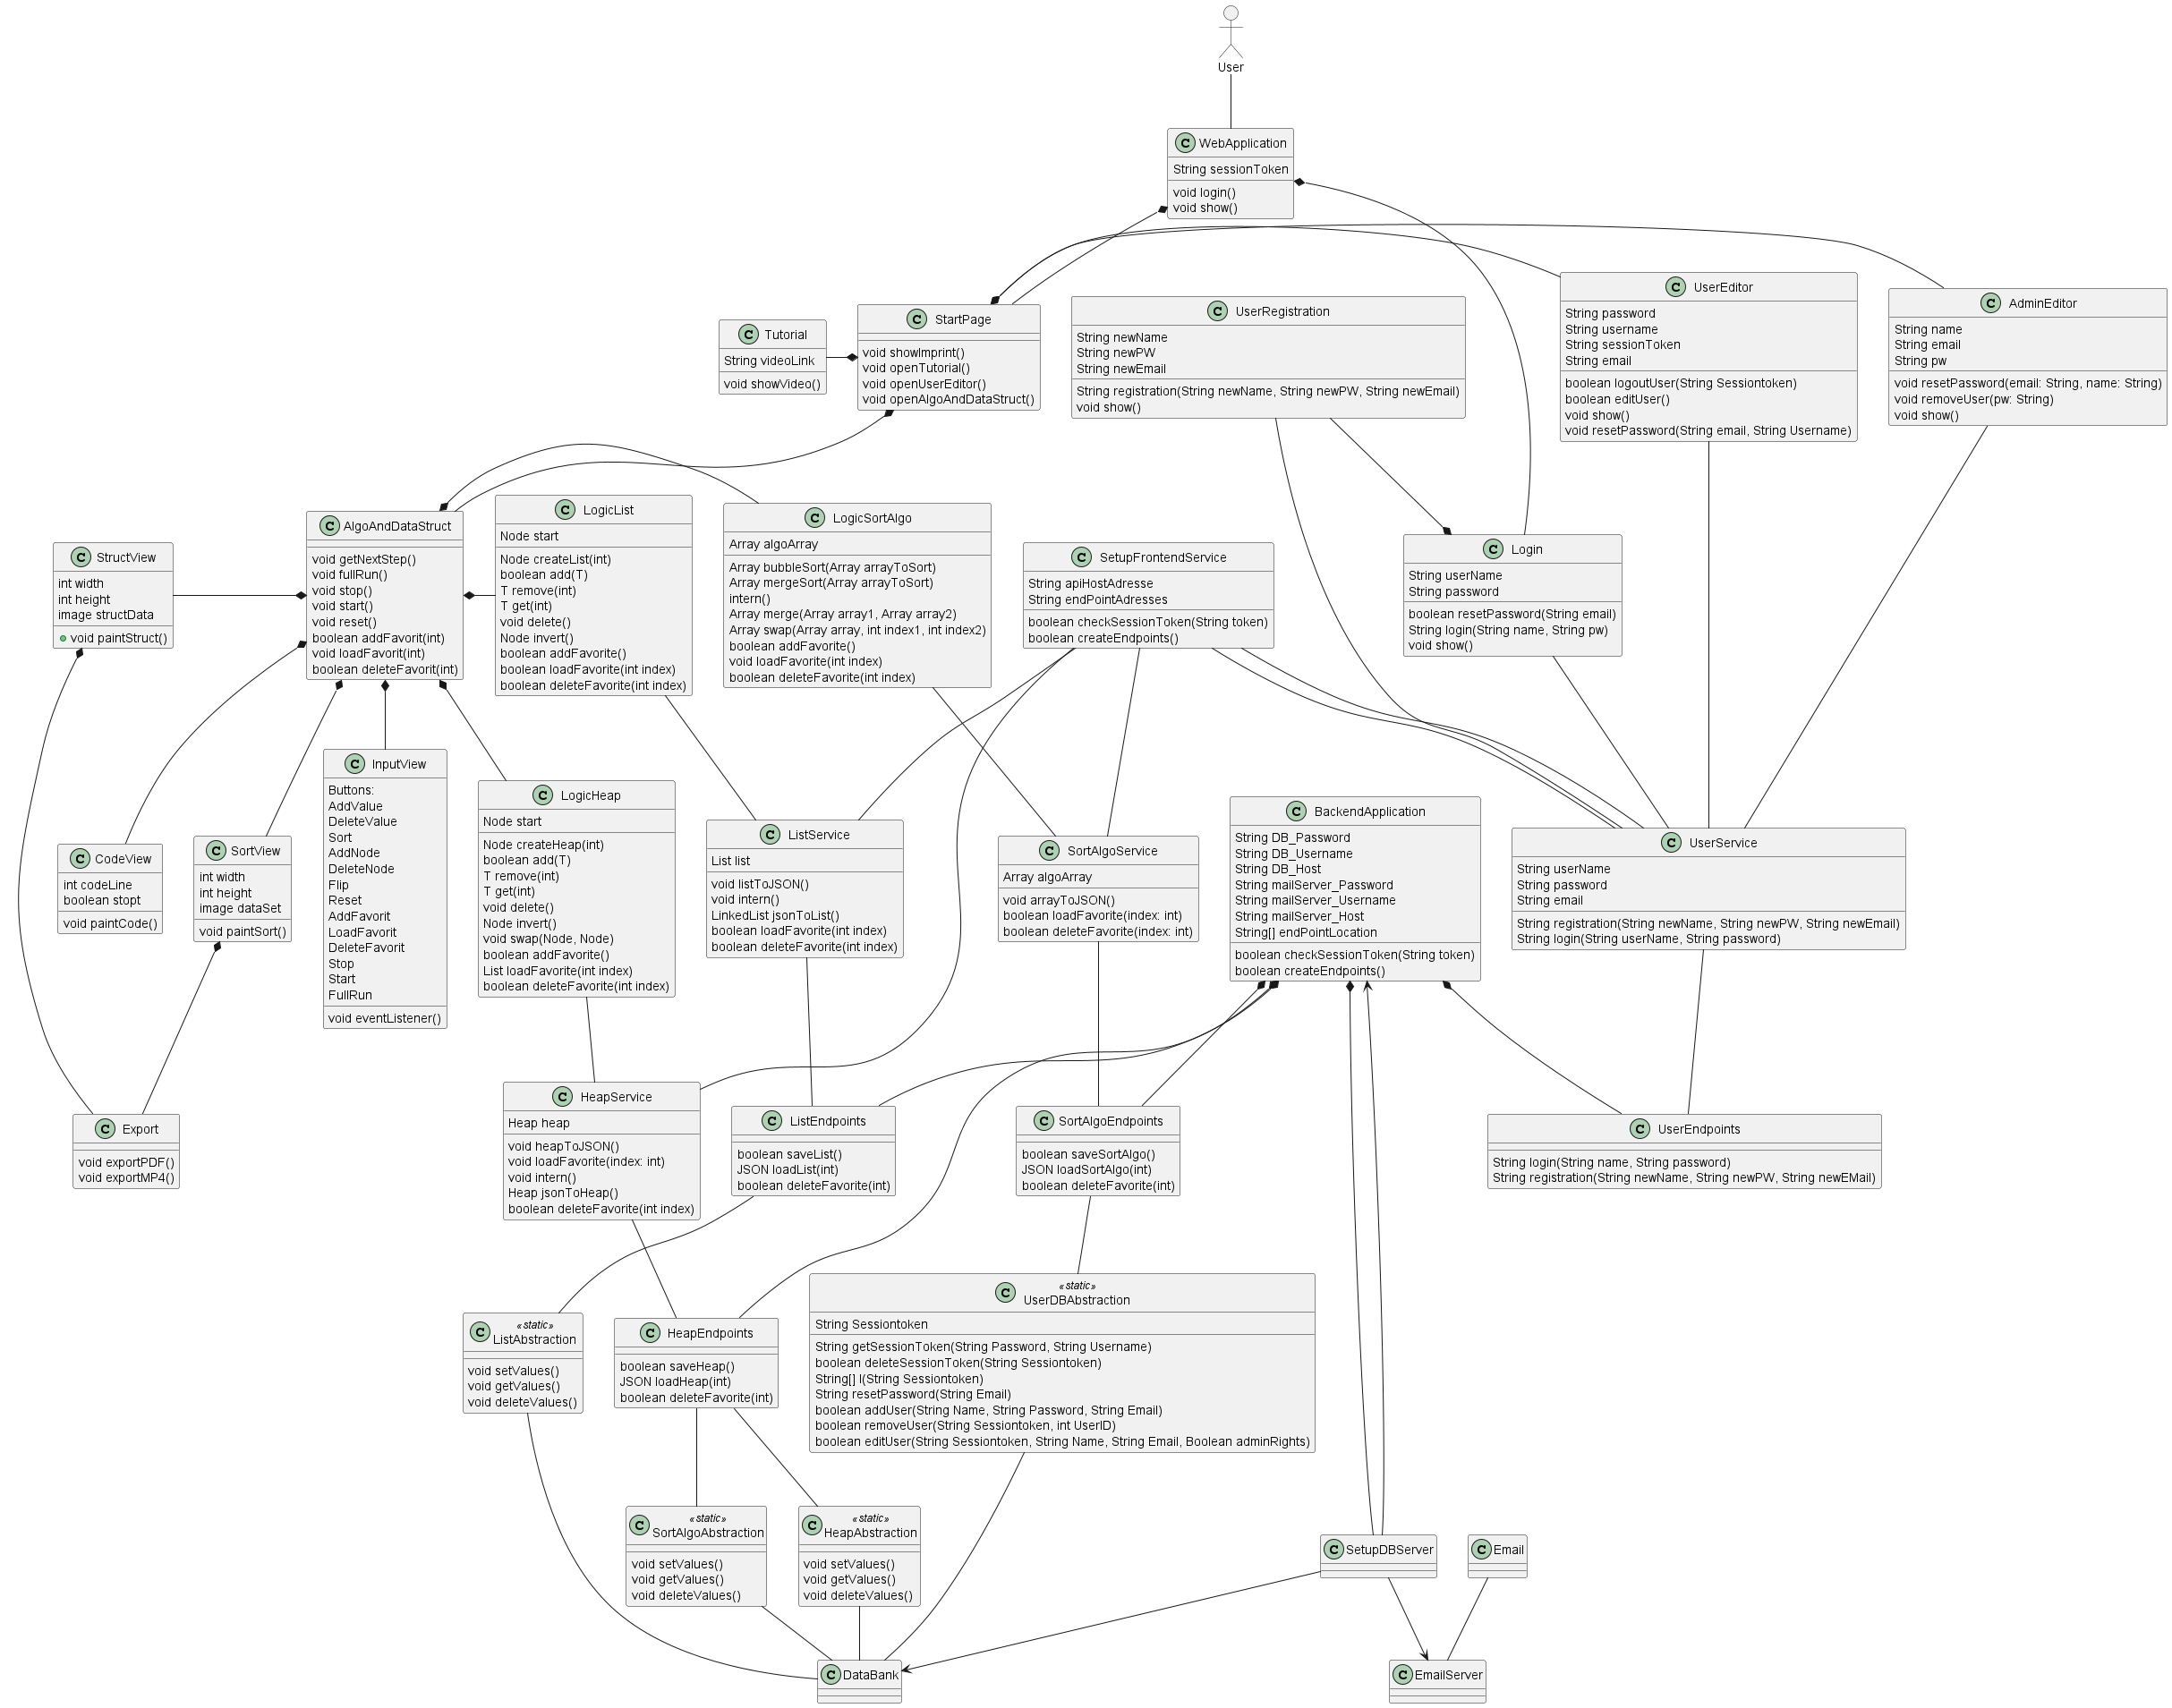 User
WebApplication
String sessionToken
void login()
void show()
StartPage
void showImprint()
void openTutorial()
void openUserEditor()
void openAlgoAndDataStruct()
Tutorial
String videoLink
void showVideo()
UserRegistration
String newName
String newPW
String newEmail
String registration(String newName, String newPW, String newEmail)
void show()
UserEditor
String password
String username
String sessionToken
String email
boolean logoutUser(String Sessiontoken)
boolean editUser()
void show()
void resetPassword(String email, String Username)
AdminEditor
String name
String email
String pw
void resetPassword(email: String, name: String)
void removeUser(pw: String)
void show()
StructView
int width
int height
image structData
void paintStruct()
AlgoAndDataStruct
void getNextStep()
void fullRun()
void stop()
void start()
void reset()
boolean addFavorit(int)
void loadFavorit(int)
boolean deleteFavorit(int)
LogicList
Node start
Node createList(int)
boolean add(T)
T remove(int)
T get(int)
void delete()
Node invert()
boolean addFavorite()
boolean loadFavorite(int index)
boolean deleteFavorite(int index)
LogicSortAlgo
Array algoArray
Array bubbleSort(Array arrayToSort)
Array mergeSort(Array arrayToSort)
intern()
Array merge(Array array1, Array array2)
Array swap(Array array, int index1, int index2)
boolean addFavorite()
void loadFavorite(int index)
boolean deleteFavorite(int index)
SetupFrontendService
String apiHostAdresse
String endPointAdresses
boolean checkSessionToken(String token)
boolean createEndpoints()
Login
String userName
String password
boolean resetPassword(String email)
String login(String name, String pw)
void show()
CodeView
int codeLine
boolean stopt
void paintCode()
SortView
int width
int height
image dataSet
void paintSort()
InputView
Buttons:
AddValue
DeleteValue
Sort
AddNode
DeleteNode
Flip
Reset
AddFavorit
LoadFavorit
DeleteFavorit
Stop
Start
FullRun
void eventListener()
LogicHeap
Node start
Node createHeap(int)
boolean add(T)
T remove(int)
T get(int)
void delete()
Node invert()
void swap(Node, Node)
boolean addFavorite()
List loadFavorite(int index)
boolean deleteFavorite(int index)
ListService
List list
void listToJSON()
void intern()
LinkedList jsonToList()
boolean loadFavorite(int index)
boolean deleteFavorite(int index)
SortAlgoService
Array algoArray
void arrayToJSON()
boolean loadFavorite(index: int)
boolean deleteFavorite(index: int)
BackendApplication
String DB_Password
String DB_Username
String DB_Host
String mailServer_Password
String mailServer_Username
String mailServer_Host
String[] endPointLocation
boolean checkSessionToken(String token)
boolean createEndpoints()
UserService
String userName
String password
String email
String registration(String newName, String newPW, String newEmail)
String login(String userName, String password)
Export
void exportPDF()
void exportMP4()
HeapService
Heap heap
void heapToJSON()
void loadFavorite(index: int)
void intern()
Heap jsonToHeap()
boolean deleteFavorite(int index)
ListEndpoints
boolean saveList()
JSON loadList(int)
boolean deleteFavorite(int)
SortAlgoEndpoints
boolean saveSortAlgo()
JSON loadSortAlgo(int)
boolean deleteFavorite(int)
UserEndpoints
String login(String name, String password)
String registration(String newName, String newPW, String newEMail)
«static»
ListAbstraction
void setValues()
void getValues()
void deleteValues()
HeapEndpoints
boolean saveHeap()
JSON loadHeap(int)
boolean deleteFavorite(int)
«static»
UserDBAbstraction
String Sessiontoken
String getSessionToken(String Password, String Username)
boolean deleteSessionToken(String Sessiontoken)
String[] l(String Sessiontoken)
String resetPassword(String Email)
boolean addUser(String Name, String Password, String Email)
boolean removeUser(String Sessiontoken, int UserID)
boolean editUser(String Sessiontoken, String Name, String Email, Boolean adminRights)
«static»
SortAlgoAbstraction
void setValues()
void getValues()
void deleteValues()
«static»
HeapAbstraction
void setValues()
void getValues()
void deleteValues()
SetupDBServer
Email
DataBank
EmailServer